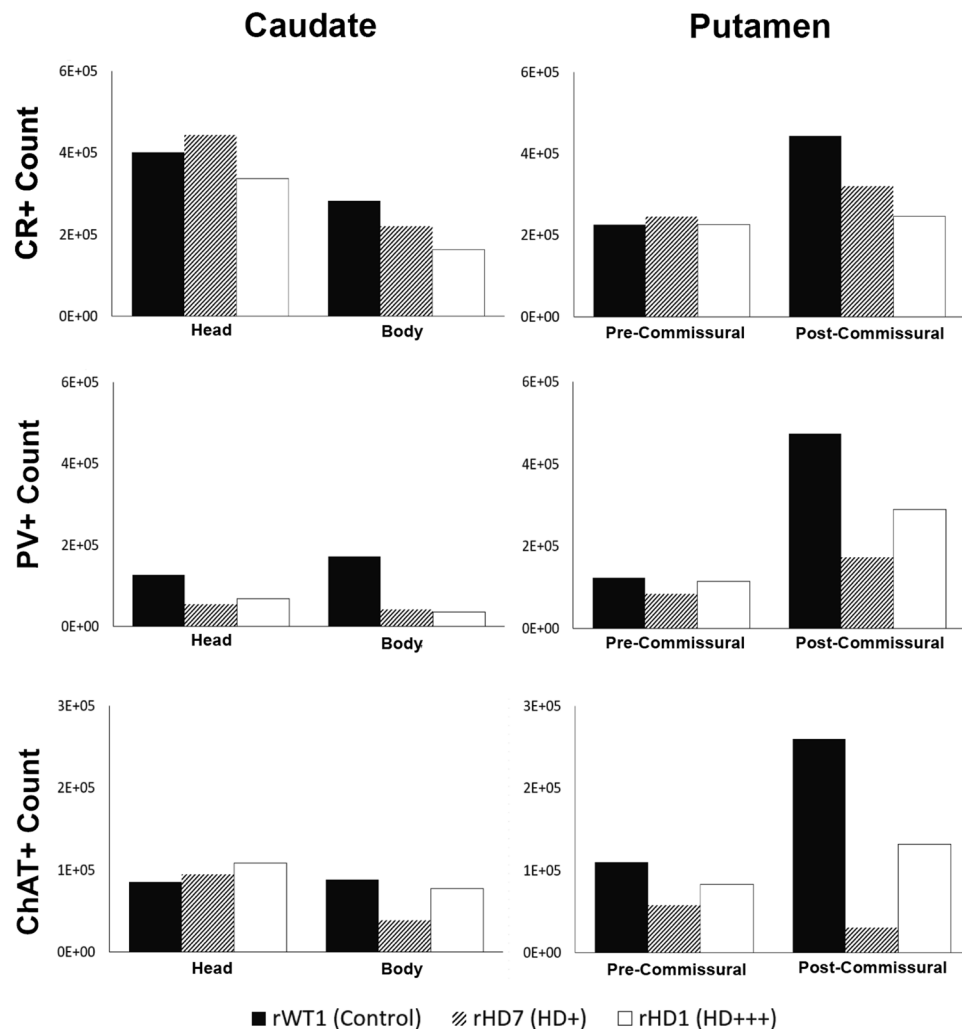 Caudate
Putamen
CR+ Count
6E+05
4E+05
2E+05
0E+00
Head
Body
6E+05
4E+05
2E+05
0E+00
Pre-Commissural
Post-Commissural
PV+ Count
6E+05
4E+05
2E+05
0E+00
Head
Body
6E+05
4E+05
2E+05
0E+00
Pre-Commissural
Post-Commissural
ChAT+ Count
3E+05
2E+05
1E+05
0E+00
Head
Body
3E+05
2E+05
1E+05
0E+00
Pre-Commissural
Post-Commissural
rWT1 (Control) rHD7 (HD+) rHD1 (HD+++)